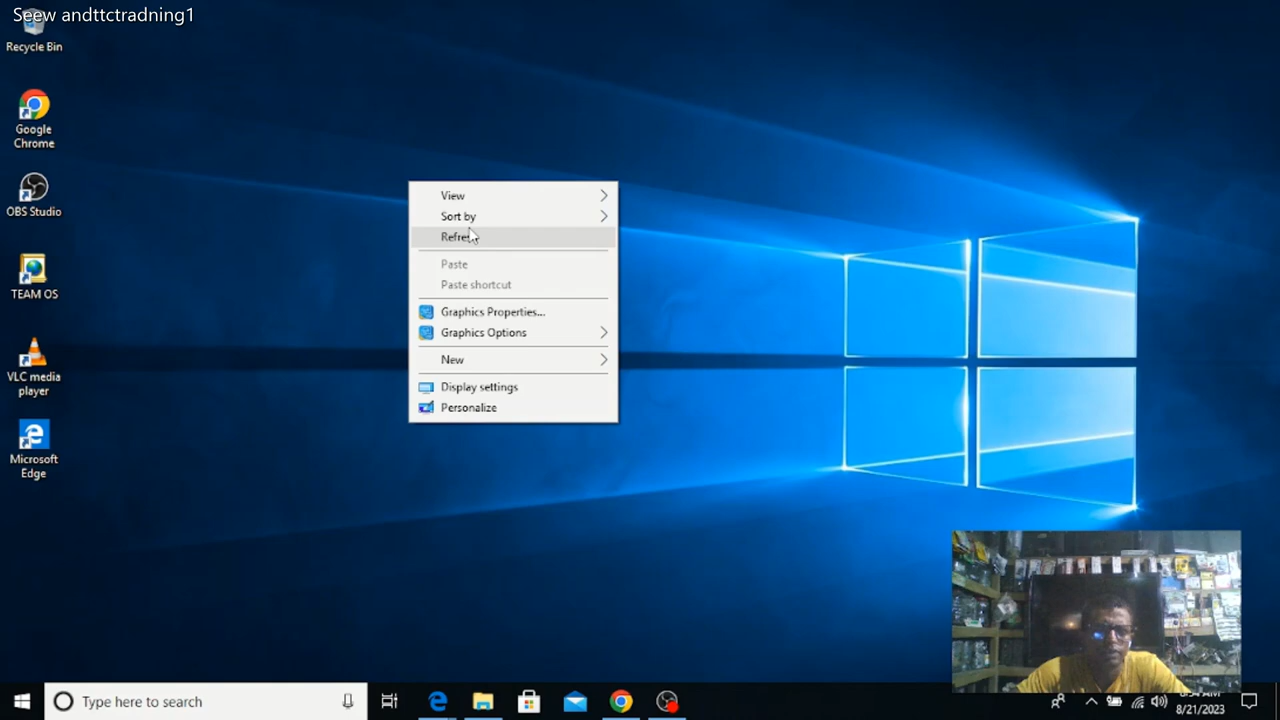 Seew andttctradning1
Recycle Bin
Google
Chrome
OBS Studio
TEAM OS
VLC media
player
Microsoft
Edge
View
Sort by
Refresh
Paste
Paste shortcut
Graphics Properties...
Graphics Options
New
Display settings
Personalize
Type here to search
8/21/2023